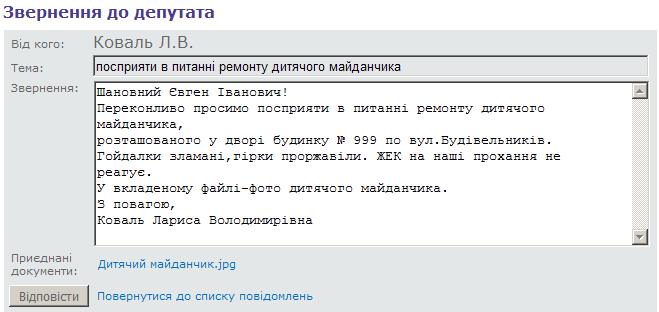 Звернення до депутата
Від кого: Коваль Л.В.
Тема: посприяти в питанні ремонту дитячого майданчика
Звернення: Шановний Євген Іванович!
Переконливо просимо посприяти в питанні ремонту дитячого
майданчика,
розташованого у дворі будинку № 999 по вул.Будівельників.
Гойдалки зламані,гірки проржавіли. ЖЕК на наші прохання не
реагує.
У вкладеному файлі-фото дитячого майданчика.
З повагою,
Коваль Лариса Володимирівна
Приєднані
документи: Дитячий майданчик.jpg
Відповісти Повернутися до списку повідомлень